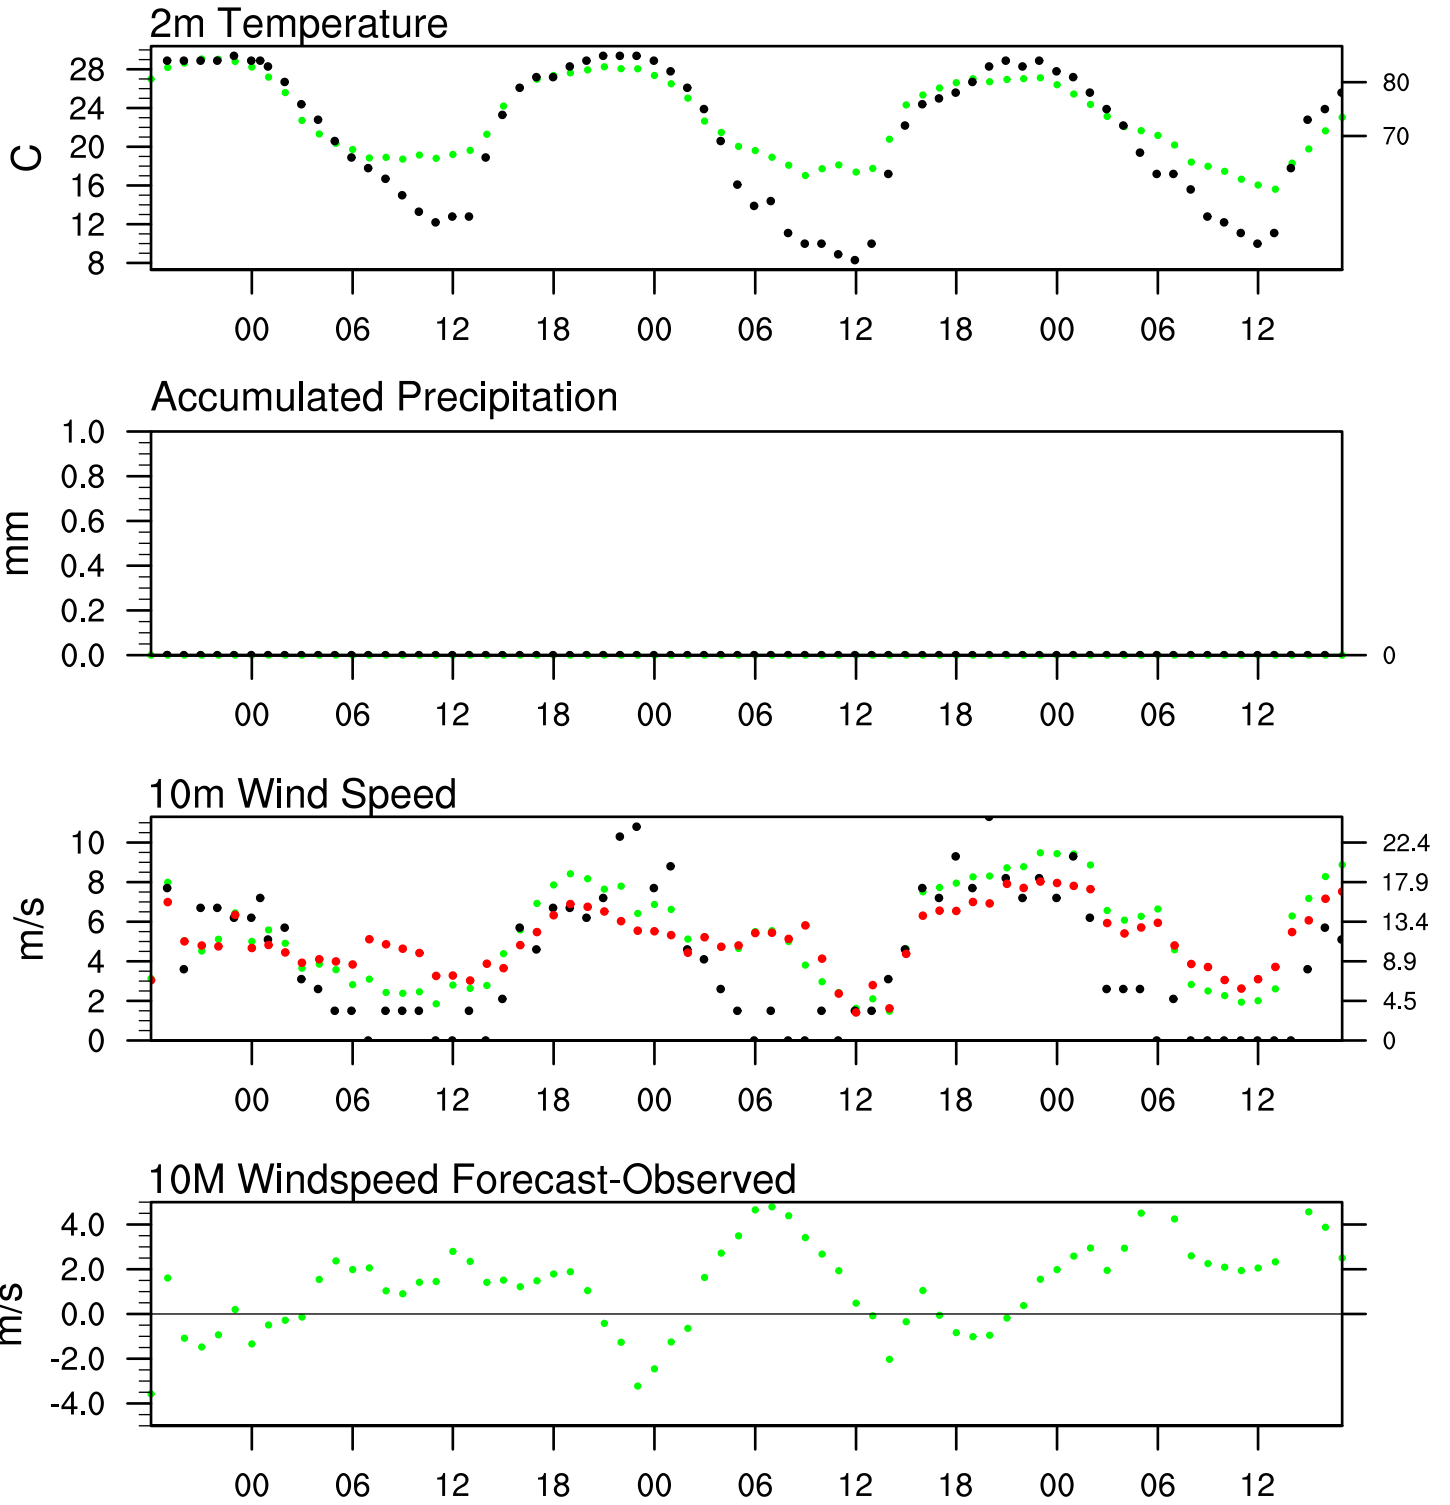 2m Temperature
28
24
20
16
12
8
C
80
70
00 06 12 18 00 06 12 18 00 06 12
Accumulated Precipitation
1.0
0.8
0.6
0.4
0.2
0.0
mm
0
00 06 12 18 00 06 12 18 00 06 12
10m Wind Speed
10
8
6
4
2
0
m/s
22.4
17.9
13.4
8.9
4.5
0
00 06 12 18 00 06 12 18 00 06 12
10M Windspeed Forecast-Observed
4.0
2.0
0.0
-2.0
-4.0
m/s
00 06 12 18 00 06 12 18 00 06 12